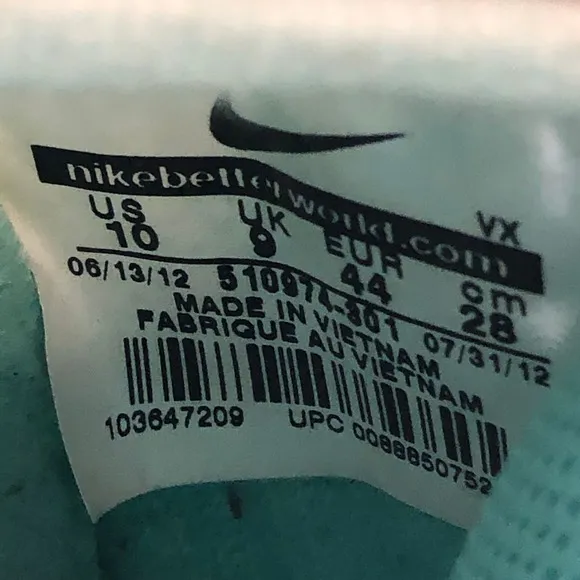 nikebetterworld.com
US UK EUR cm VX
10 9 44 28
06/13/12 510974-301 07/31/12
MADE IN VIETNAM
FABRIQUE AU VIETNAM
103647209 UPC 0088850752